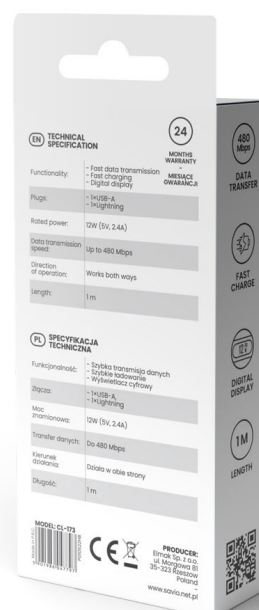 EN TECHNICAL
SPECIFICATION
24
MONTHS
WARRANTY
-
MIESIĄCE
GWARANCJI
Functionality:
- Fast data transmission
- Fast charging
- Digital display
Plugs:
- 1×USB-A
- 1×Lightning
Rated power:
12W (5V, 2.4A)
Data transmission
speed:
Up to 480 Mbps
Direction
of operation:
Works both ways
Length:
1 m
PL SPECYFIKACJA
TECHNICZNA
Funkcjonalność:
- Szybka transmisja danych
- Szybkie ładowanie
- Wyświetlacz cyfrowy
Złącza:
- 1×USB-A,
- 1×Lightning
Moc
znamionowa:
12W (5V, 2.4A)
Transfer danych:
Do 480 Mbps
Kierunek
działania:
Działa w obie strony
Długość:
1 m
MODEL: CL-173
CE
PRODUCER:
Elmak Sp. z o.o.
ul. Morgowa 81
35-323 Rzeszow
Poland
www.savio.net.pl
480
Mbps
DATA
TRANSFER
FAST
CHARGE
DIGITAL
DISPLAY
1 M
LENGTH